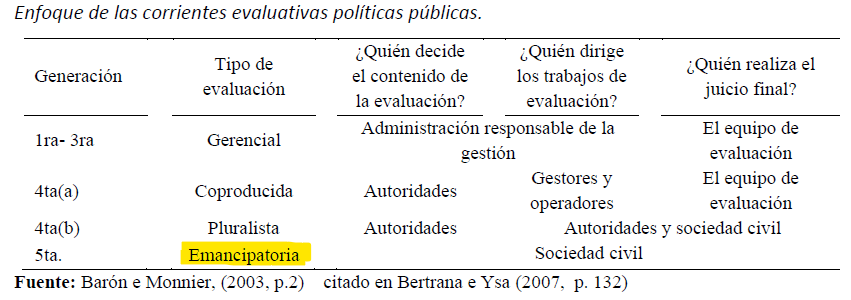 Enfoque de las corrientes evaluativas políticas públicas.
Generación
Tipo de
evaluación
¿Quién decide
el contenido de
la evaluación?
¿Quién dirige
los trabajos de
evaluación?
¿Quién realiza el
juicio final?
1ra- 3ra
Gerencial
Administración responsable de la
gestión
El equipo de
evaluación
4ta(a)
Coproducida
Autoridades
Gestores y
operadores
El equipo de
evaluación
4ta(b)
Pluralista
Autoridades
Autoridades y sociedad civil
5ta.
Emancipatoria
Sociedad civil
Fuente: Barón e Monnier, (2003, p.2) citado en Bertrana e Ysa (2007, p. 132)